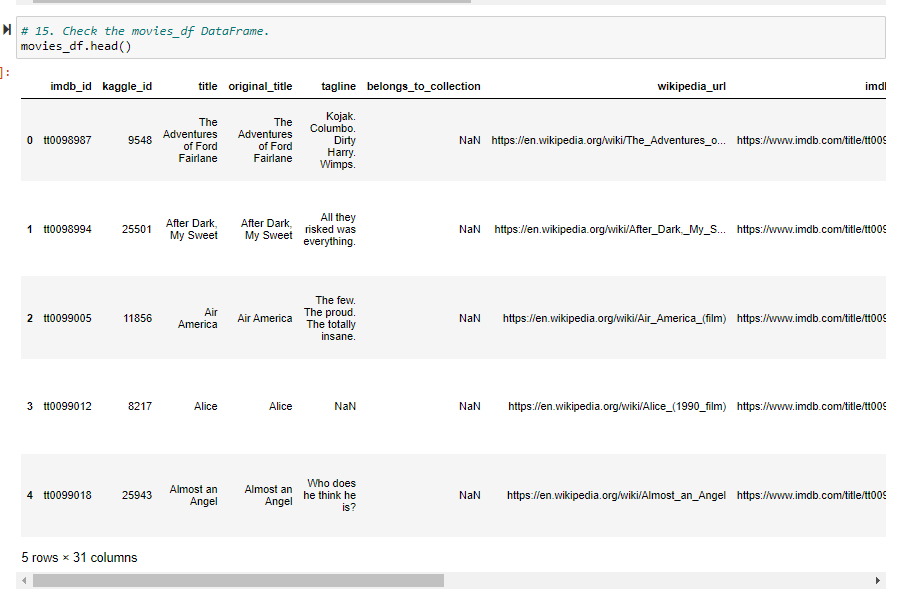 # 15. Check the movies_df DataFrame.
movies_df.head()
]:
imdb_id kaggle_id title original_title tagline belongs_to_collection wikipedia_url imdl
0 tt0098987 9548 The Adventures of Ford Fairlane The Adventures of Ford Fairlane Kojak. Columbo. Dirty Harry. Wimps. NaN https://en.wikipedia.org/wiki/The_Adventures_o... https://www.imdb.com/title/tt009
1 tt0098994 25501 After Dark, My Sweet After Dark, My Sweet All they risked was everything. NaN https://en.wikipedia.org/wiki/After_Dark,_My_S... https://www.imdb.com/title/tt009
2 tt0099005 11856 Air America Air America The few. The proud. The totally insane. NaN https://en.wikipedia.org/wiki/Air_America_(film) https://www.imdb.com/title/tt009
3 tt0099012 8217 Alice Alice NaN NaN https://en.wikipedia.org/wiki/Alice_(1990_film) https://www.imdb.com/title/tt009
4 tt0099018 25943 Almost an Angel Almost an Angel Who does he think he is? NaN https://en.wikipedia.org/wiki/Almost_an_Angel https://www.imdb.com/title/tt009
5 rows × 31 columns